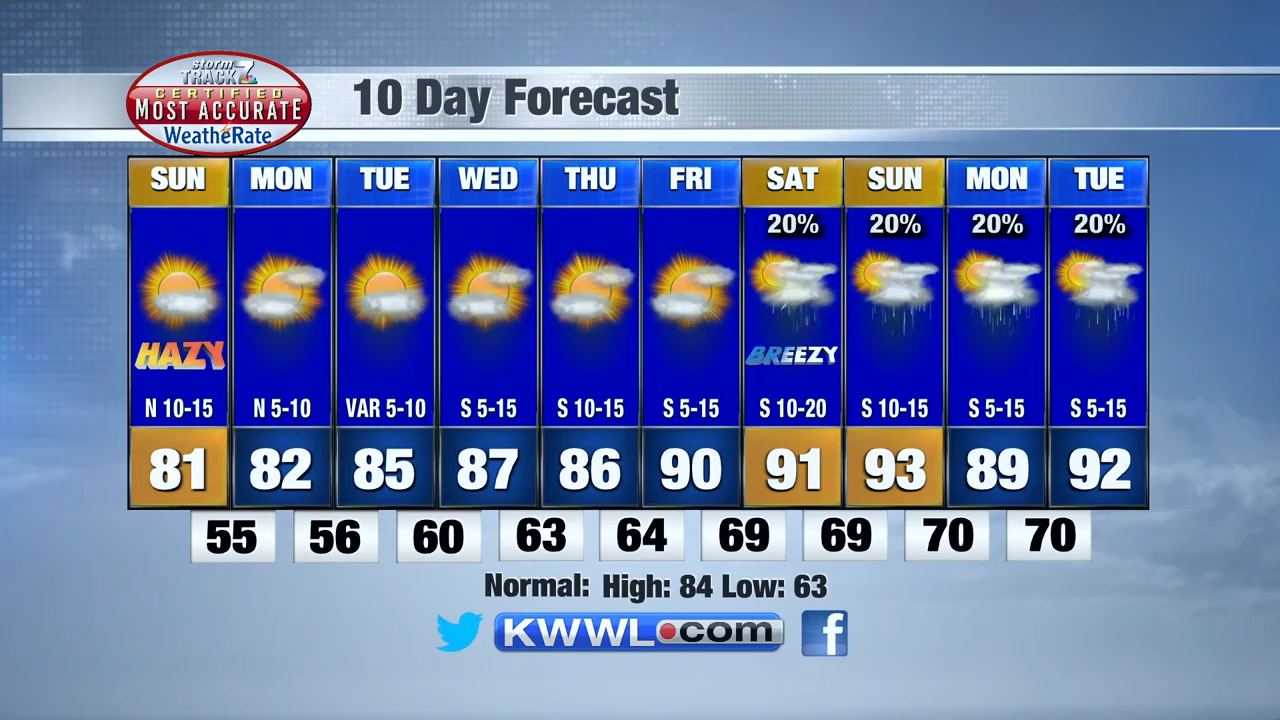 storm
TRACK 7
CERTIFIED
MOST ACCURATE
WeatheRate
10 Day Forecast
SUN MON TUE WED THU FRI SAT SUN MON TUE
20% 20% 20% 20%
HAZY BREEZY
N 10-15 N 5-10 VAR 5-10 S 5-15 S 10-15 S 5-15 S 10-20 S 10-15 S 5-15 S 5-15
81 82 85 87 86 90 91 93 89 92
55 56 60 63 64 69 69 70 70
Normal: High: 84 Low: 63
KWWL.com f